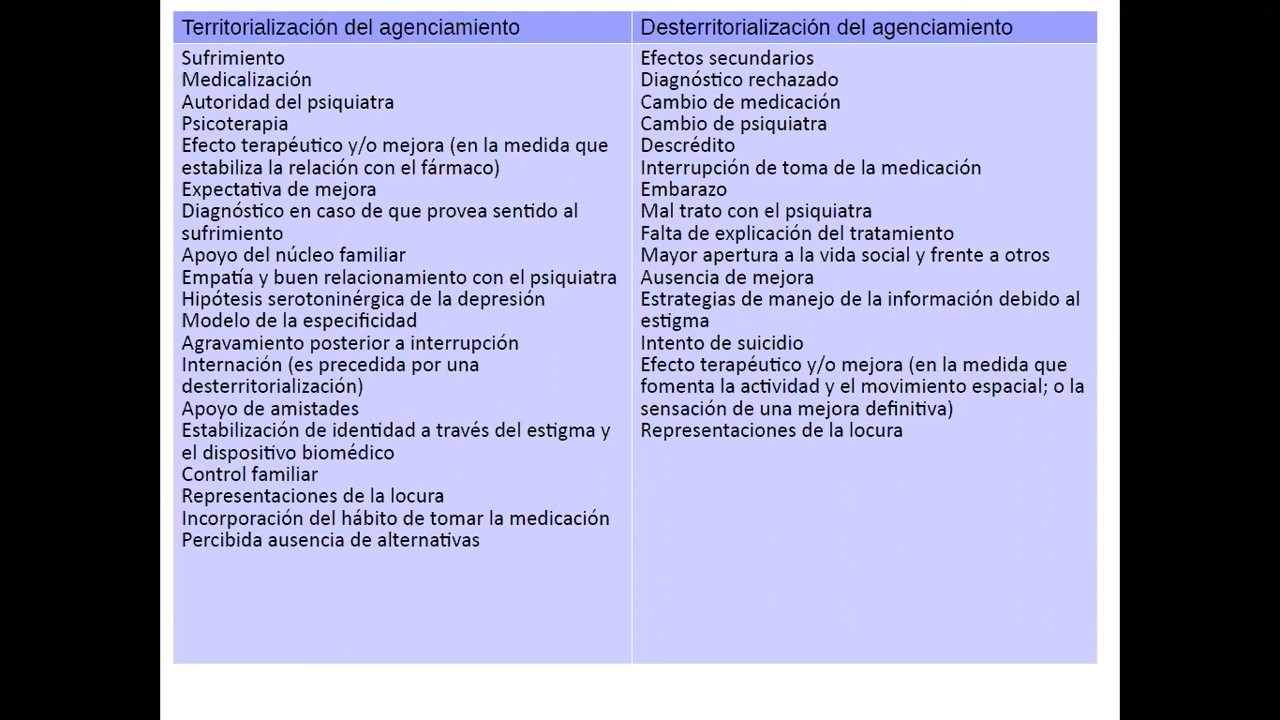 Territorialización del agenciamiento
Sufrimiento
Medicalización
Autoridad del psiquiatra
Psicoterapia
Efecto terapéutico y/o mejora (en la medida que
estabiliza la relación con el fármaco)
Expectativa de mejora
Diagnóstico en caso de que provea sentido al
sufrimiento
Apoyo del núcleo familiar
Empatía y buen relacionamiento con el psiquiatra
Hipótesis serotoninérgica de la depresión
Modelo de la especificidad
Agravamiento posterior a interrupción
Internación (es precedida por una
desterritorialización)
Apoyo de amistades
Estabilización de identidad a través del estigma y
el dispositivo biomédico
Control familiar
Representaciones de la locura
Incorporación del hábito de tomar la medicación
Percibida ausencia de alternativas
Desterritorialización del agenciamiento
Efectos secundarios
Diagnóstico rechazado
Cambio de medicación
Cambio de psiquiatra
Descrédito
Interrupción de toma de la medicación
Embarazo
Mal trato con el psiquiatra
Falta de explicación del tratamiento
Mayor apertura a la vida social y frente a otros
Ausencia de mejora
Estrategias de manejo de la información debido al
estigma
Intento de suicidio
Efecto terapéutico y/o mejora (en la medida que
fomenta la actividad y el movimiento espacial; o la
sensación de una mejora definitiva)
Representaciones de la locura